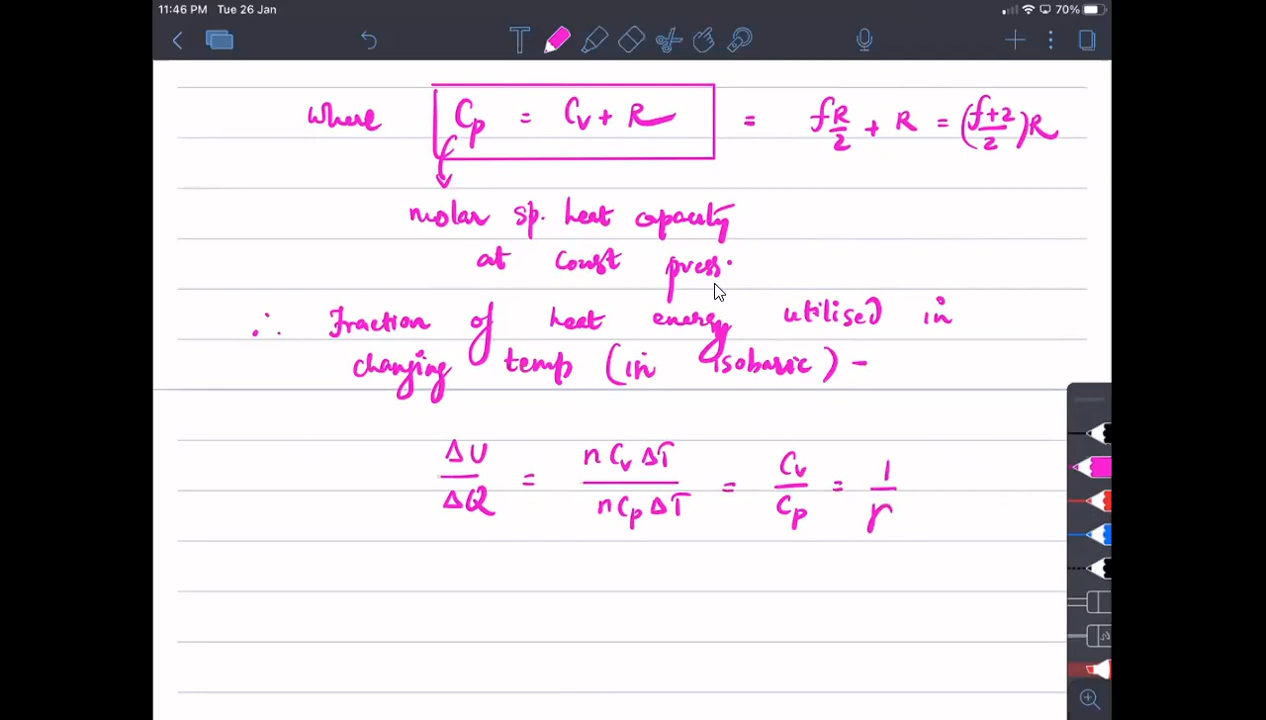 11:46 PM Tue 26 Jan 70%
T
where Cp = Cv + R = fR/2 + R = (f+2/2)R
molar sp. heat capacity
at const press.
∴ Fraction of heat energy utilised in
changing temp (in isobaric) -
ΔU/ΔQ = nCvΔT/nCpΔT = Cv/Cp = 1/γ